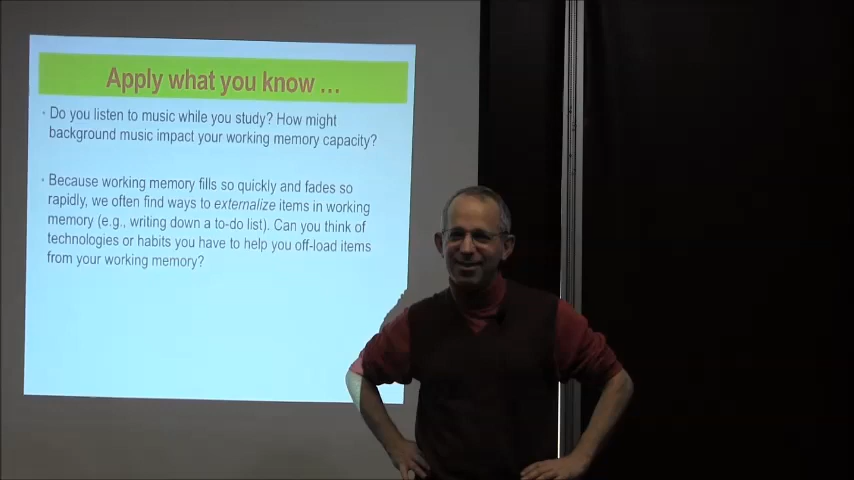 Apply what you know ...
· Do you listen to music while you study? How might
background music impact your working memory capacity?
· Because working memory fills so quickly and fades so
rapidly, we often find ways to externalize items in working
memory (e.g., writing down a to-do list). Can you think of
technologies or habits you have to help you off-load items
from your working memory?